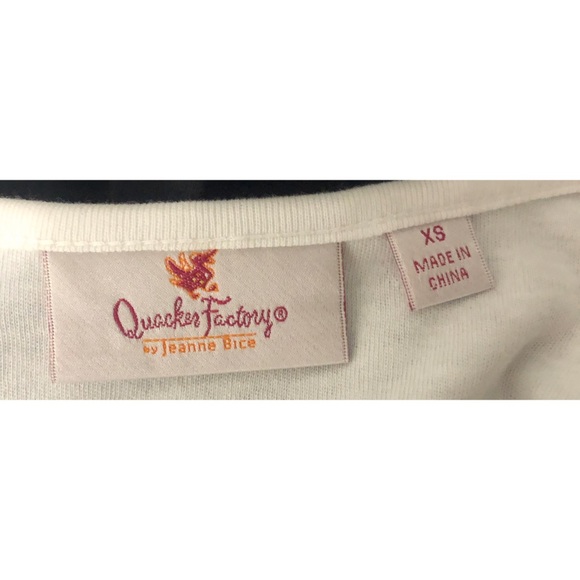 Quacker Factory®
by Jeanne Bice
XS
MADE IN
CHINA